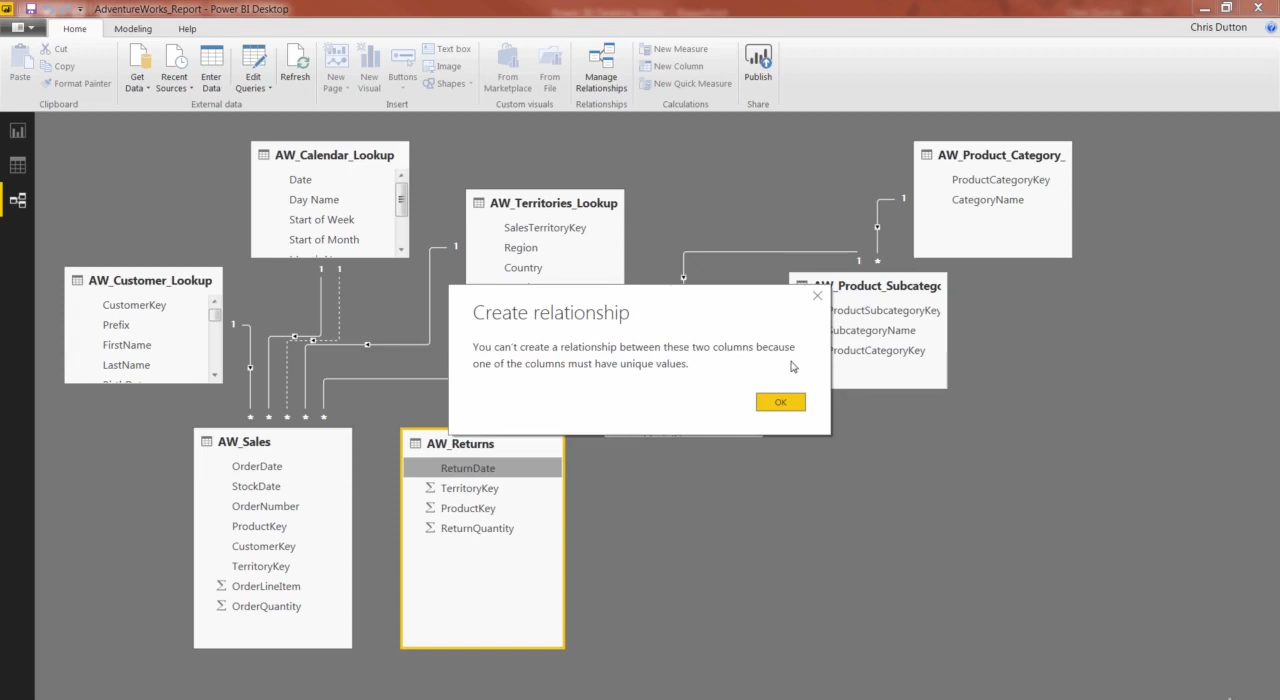 AdventureWorks_Report - Power BI Desktop
Home
Modeling
Help
Chris Dutton
Paste
Cut
Copy
Format Painter
Clipboard
Get Data
Recent Sources
Enter Data
Edit Queries
Refresh
External data
New Page
New Visual
Buttons
Text box
Image
Shapes
Insert
From Marketplace
From File
Custom visuals
Manage Relationships
Relationships
New Measure
New Column
New Quick Measure
Calculations
Publish
Share
AW_Calendar_Lookup
Date
Day Name
Start of Week
Start of Month
AW_Territories_Lookup
SalesTerritoryKey
Region
Country
AW_Product_Category_
ProductCategoryKey
CategoryName
AW_Customer_Lookup
CustomerKey
Prefix
FirstName
LastName
AW_Product_Subcatego
ProductSubcategoryKey
SubcategoryName
ProductCategoryKey
1
1
1
1
1
1
*
*
*
*
*
*
Create relationship
You can't create a relationship between these two columns because
one of the columns must have unique values.
OK
AW_Sales
OrderDate
StockDate
OrderNumber
ProductKey
CustomerKey
TerritoryKey
Σ OrderLineItem
Σ OrderQuantity
AW_Returns
ReturnDate
Σ TerritoryKey
Σ ProductKey
Σ ReturnQuantity